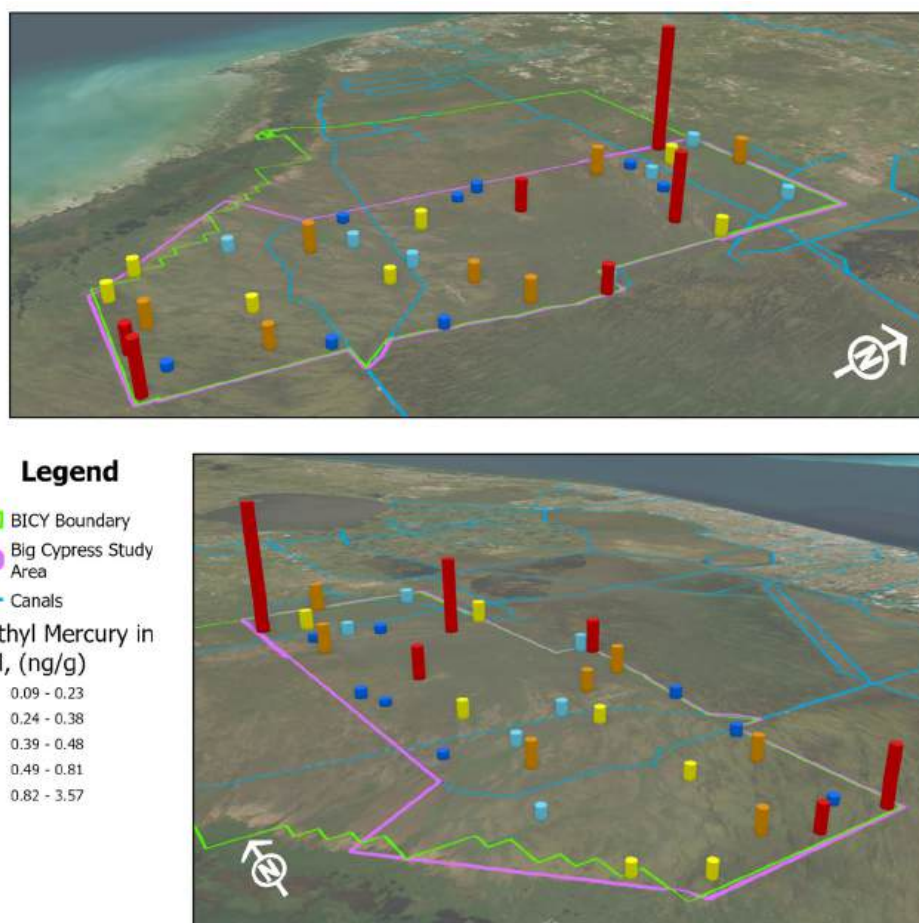 N
Legend
BICY Boundary
Big Cypress Study
Area
Canals
thyl Mercury in
l, (ng/g)
0.09 - 0.23
0.24 - 0.38
0.39 - 0.48
0.49 - 0.81
0.82 - 3.57
N